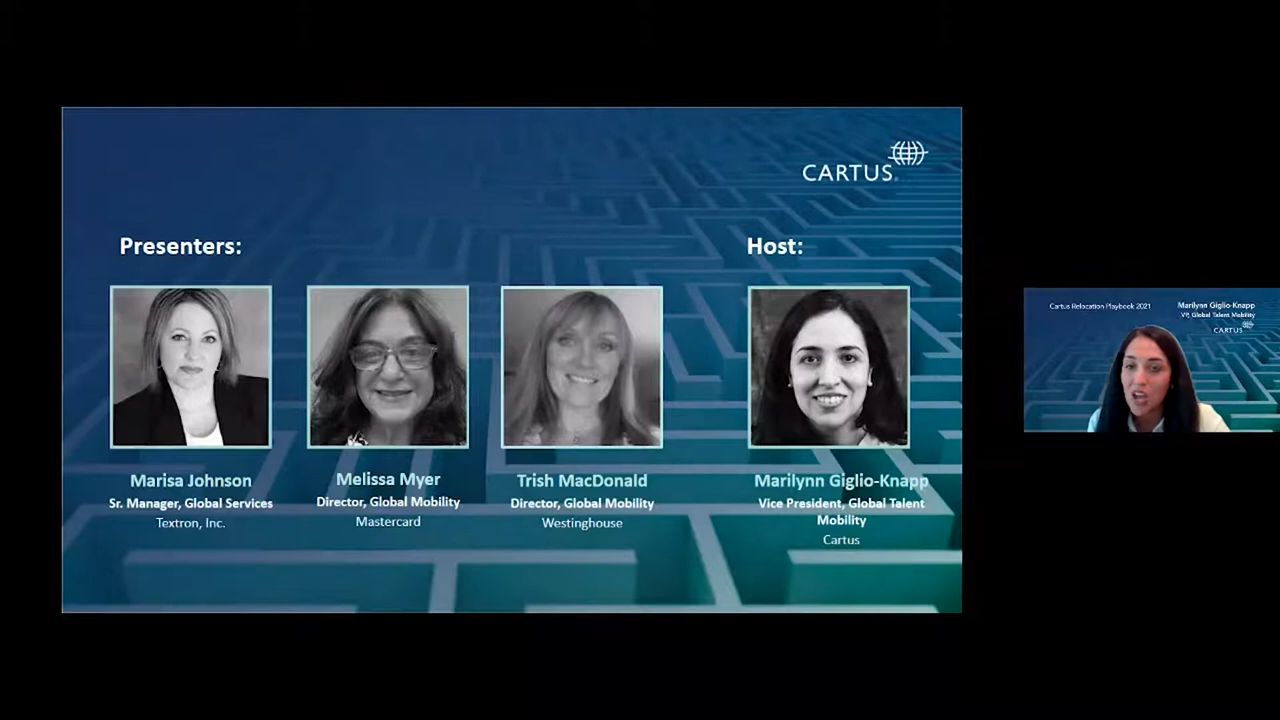 CARTUS
Presenters:
Host:
Marisa Johnson
Sr. Manager, Global Services
Textron, Inc.
Melissa Myer
Director, Global Mobility
Mastercard
Trish MacDonald
Director, Global Mobility
Westinghouse
Marilynn Giglio-Knapp
Vice President, Global Talent
Mobility
Cartus
Cartus Relocation Playbook 2021
Marilynn Giglio-Knapp
VP, Global Talent Mobility
CARTUS